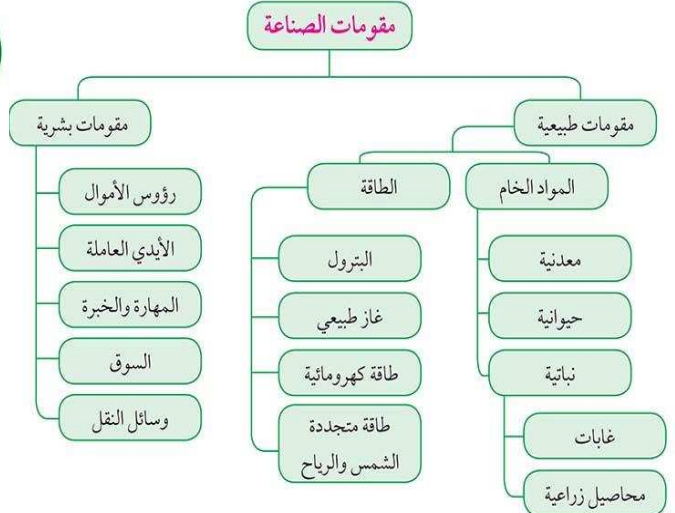 مقومات الصناعة
مقومات طبيعية
المواد الخام
معدنية
حيوانية
نباتية
غابات
محاصيل زراعية
الطاقة
البترول
غاز طبيعي
طاقة كهرومائية
طاقة متجددة
الشمس والرياح
مقومات بشرية
رؤوس الأموال
الأيدي العاملة
المهارة والخبرة
السوق
وسائل النقل